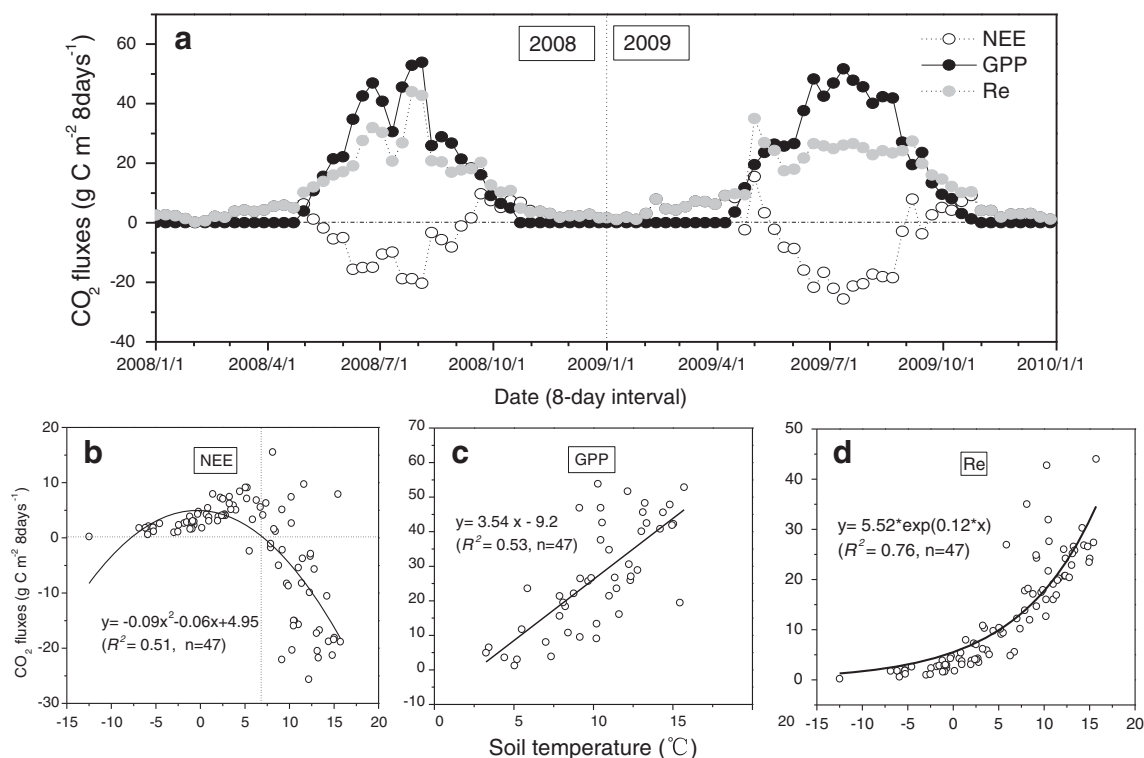 a
2008
2009
NEE
GPP
Re
60
40
20
0
-20
-40
CO2 fluxes (g C m-2 8days-1)
2008/1/1 2008/4/1 2008/7/1 2008/10/1 2009/1/1 2009/4/1 2009/7/1 2009/10/1 2010/1/1
Date (8-day interval)
b
NEE
20
10
0
-10
-20
-30
CO2 fluxes (g C m-2 8days-1)
y= -0.09x2-0.06x+4.95
(R2= 0.51, n=47)
-15 -10 -5 0 5 10 15 20
c
GPP
70
60
50
40
30
20
10
0
-10
y= 3.54 x - 9.2
(R2= 0.53, n=47)
0 5 10 15 20
d
Re
50
40
30
20
10
0
y= 5.52*exp(0.12*x)
(R2= 0.76, n=47)
-15 -10 -5 0 5 10 15 20
Soil temperature (℃)